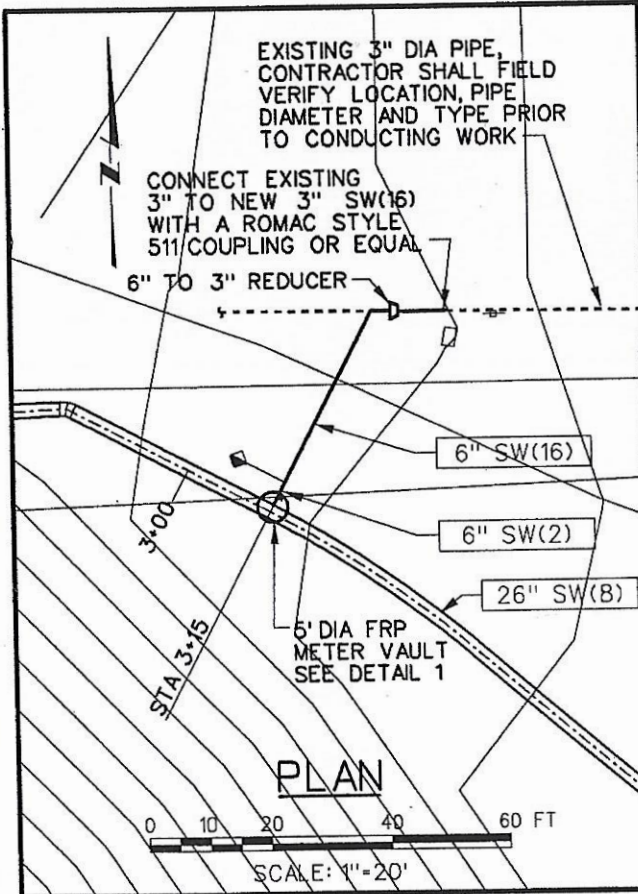 EXISTING 3" DIA PIPE,
CONTRACTOR SHALL FIELD
VERIFY LOCATION, PIPE
DIAMETER AND TYPE PRIOR
TO CONDUCTING WORK
CONNECT EXISTING
3" TO NEW 3" SW(16)
WITH A ROMAC STYLE
511 COUPLING OR EQUAL
6" TO 3" REDUCER
6" SW(16)
3+00
6" SW(2)
26" SW(8)
5' DIA FRP
METER VAULT
SEE DETAIL 1
STA 3+15
PLAN
0 10 20 40 60 FT
SCALE: 1"=20'